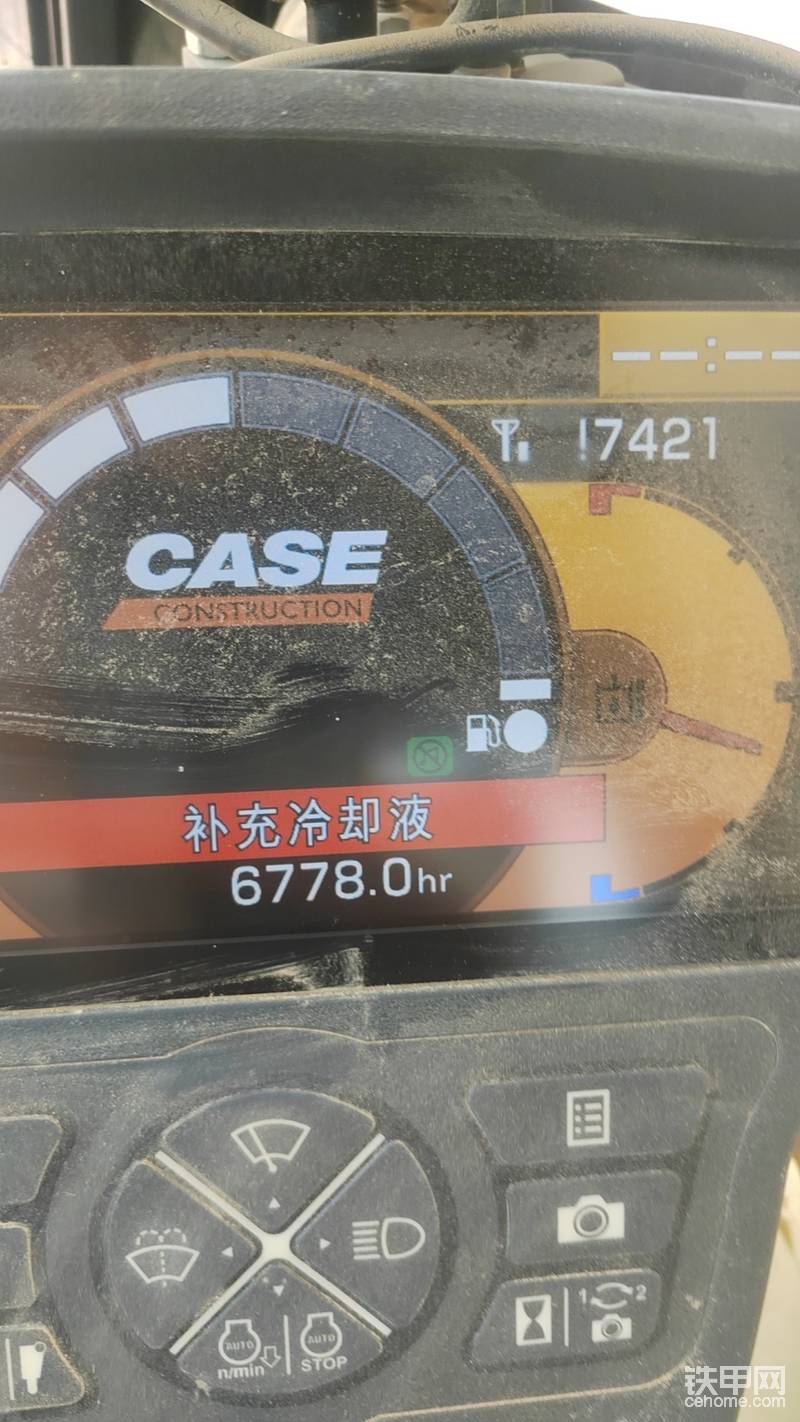 --:--
!7421
CASE
CONSTRUCTION
补充冷却液
6778.0hr
1 2
AUTO
n/min
AUTO
STOP
铁甲网
cehome.com